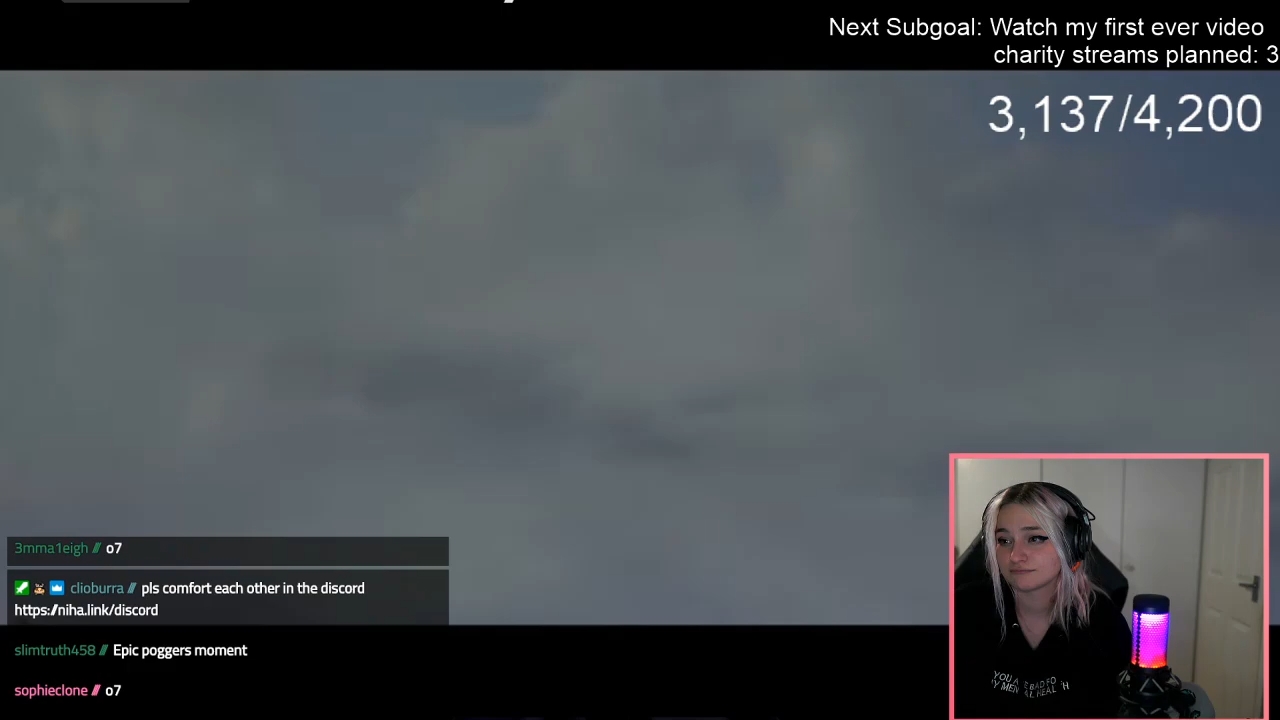 Next Subgoal: Watch my first ever video
charity streams planned: 3
3,137/4,200
3mma1eigh // o7
clioburra // pls comfort each other in the discord
https://niha.link/discord
slimtruth458 // Epic poggers moment
sophieclone // o7